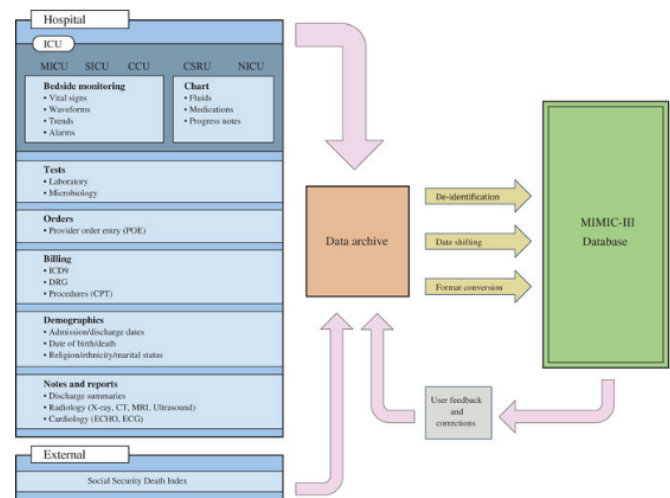 Hospital
ICU
MICU SICU CCU CSRU NICU
Bedside monitoring
• Vital signs
• Waveforms
• Trends
• Alarms
Chart
• Fluids
• Medications
• Progress notes
Tests
• Laboratory
• Microbiology
Orders
• Provider order entry (POE)
Billing
• ICD9
• DRG
• Procedures (CPT)
Demographics
• Admission/discharge dates
• Date of birth/death
• Religion/ethnicity/marital status
Notes and reports
• Discharge summaries
• Radiology (X-ray, CT, MRI, Ultrasound)
• Cardiology (ECHO, ECG)
External
Social Security Death Index
Data archive
De-identification
Date shifting
Format conversion
MIMIC-III
Database
User feedback
and
corrections